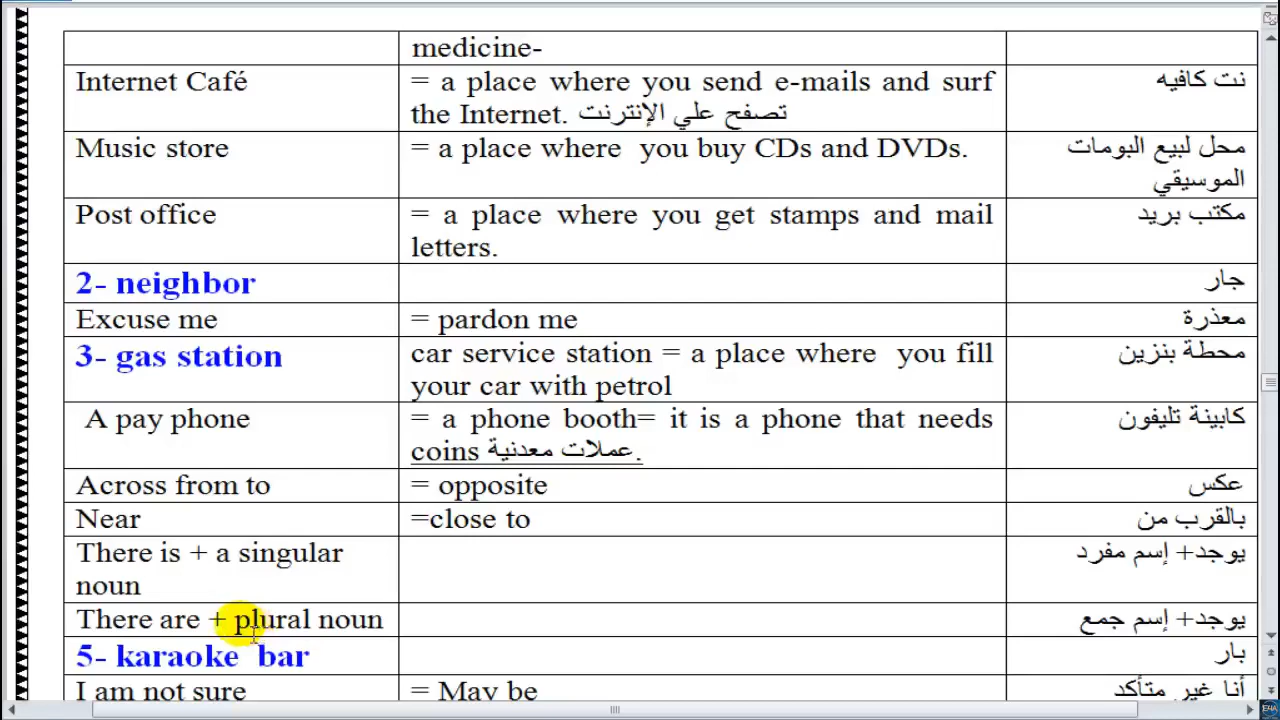 medicine-
Internet Café
= a place where you send e-mails and surf
the Internet. تصفح علي الإنترنت
نت كافيه
Music store
= a place where you buy CDs and DVDs.
محل لبيع البومات
الموسيقي
Post office
= a place where you get stamps and mail
letters.
مكتب بريد
2- neighbor
جار
Excuse me
= pardon me
معذرة
3- gas station
car service station = a place where you fill
your car with petrol
محطة بنزين
A pay phone
= a phone booth= it is a phone that needs
coins عملات معدنية.
كابينة تليفون
Across from to
= opposite
عكس
Near
=close to
بالقرب من
There is + a singular
noun
يوجد+ إسم مفرد
There are + plural noun
يوجد+ إسم جمع
5- karaoke bar
بار
I am not sure
= May be
أنا غير متأكد